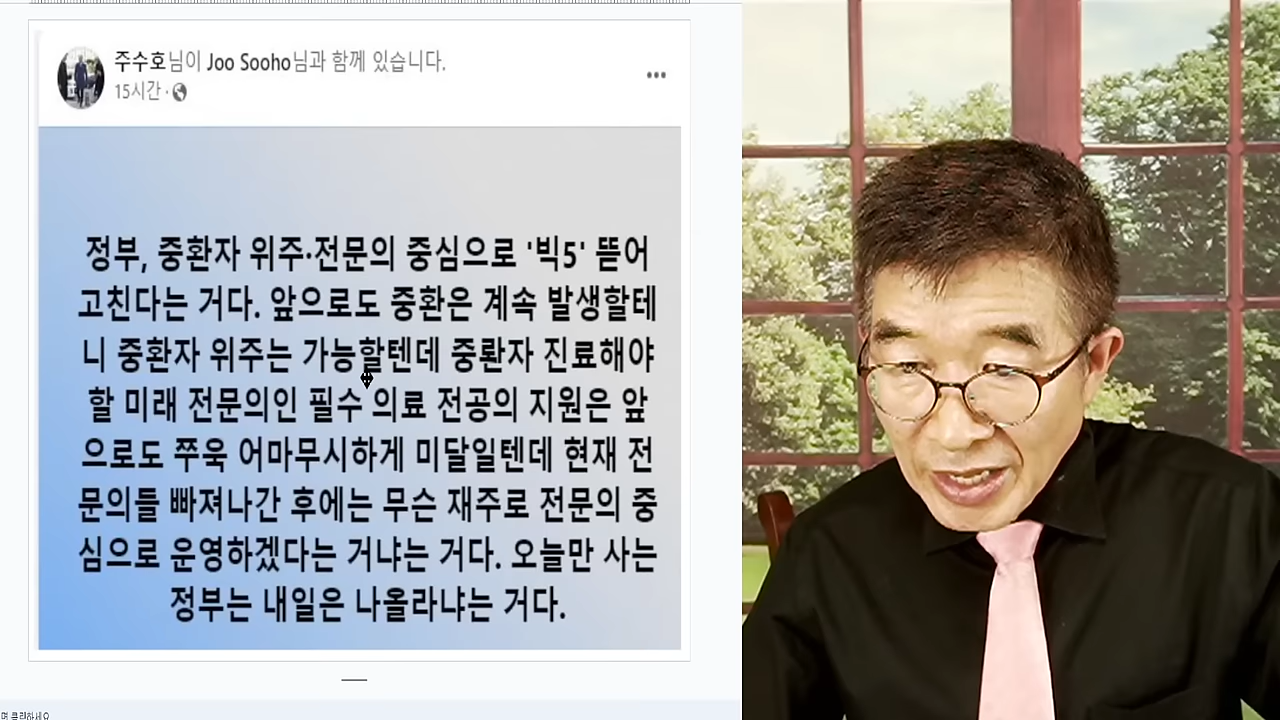 주수호님이 Joo Sooho님과 함께 있습니다.
15시간 ·
정부, 중환자 위주·전문의 중심으로 '빅5' 뜯어
고친다는 거다. 앞으로도 중환은 계속 발생할테
니 중환자 위주는 가능할텐데 중환자 진료해야
할 미래 전문의인 필수 의료 전공의 지원은 앞
으로도 쭈욱 어마무시하게 미달일텐데 현재 전
문의들 빠져나간 후에는 무슨 재주로 전문의 중
심으로 운영하겠다는 거냐는 거다. 오늘만 사는
정부는 내일은 나올라냐는 거다.